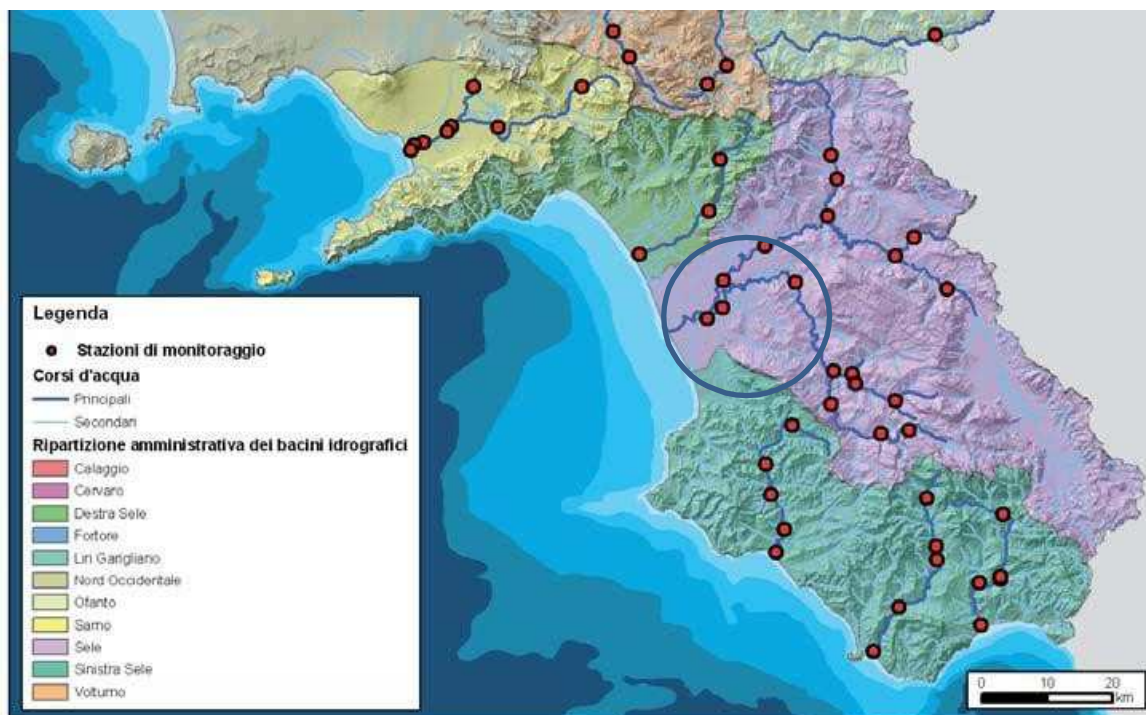 Legenda
Stazioni di monitoraggio
Corsi d'acqua
Principali
Secondari
Ripartizione amministrativa dei bacini idrografici
Calaggio
Cervaro
Destra Sele
Fortore
Liri Garigliano
Nord Occidentale
Ofanto
Sarno
Sele
Sinistra Sele
Volturno
0 10 20
km